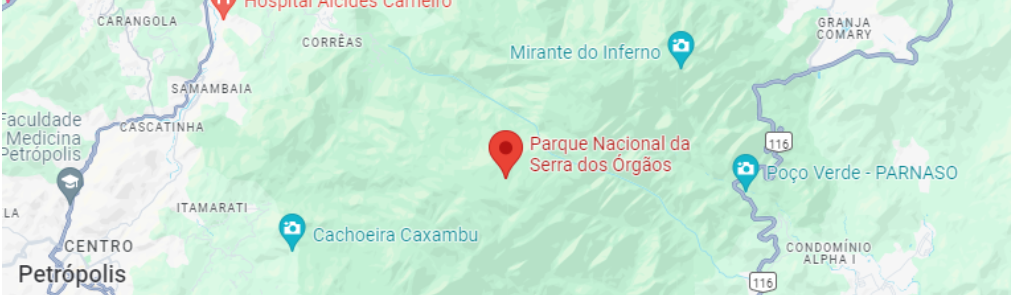 Hospital Alcides Carneiro
CARANGOLA
CORRÊAS
GRANJA
COMARY
Mirante do Inferno
SAMAMBAIA
Faculdade
Medicina
Petrópolis
CASCATINHA
Parque Nacional da
Serra dos Órgãos
116
Poço Verde - PARNASO
LA
ITAMARATI
Cachoeira Caxambu
CENTRO
CONDOMÍNIO
ALPHA I
Petrópolis
116